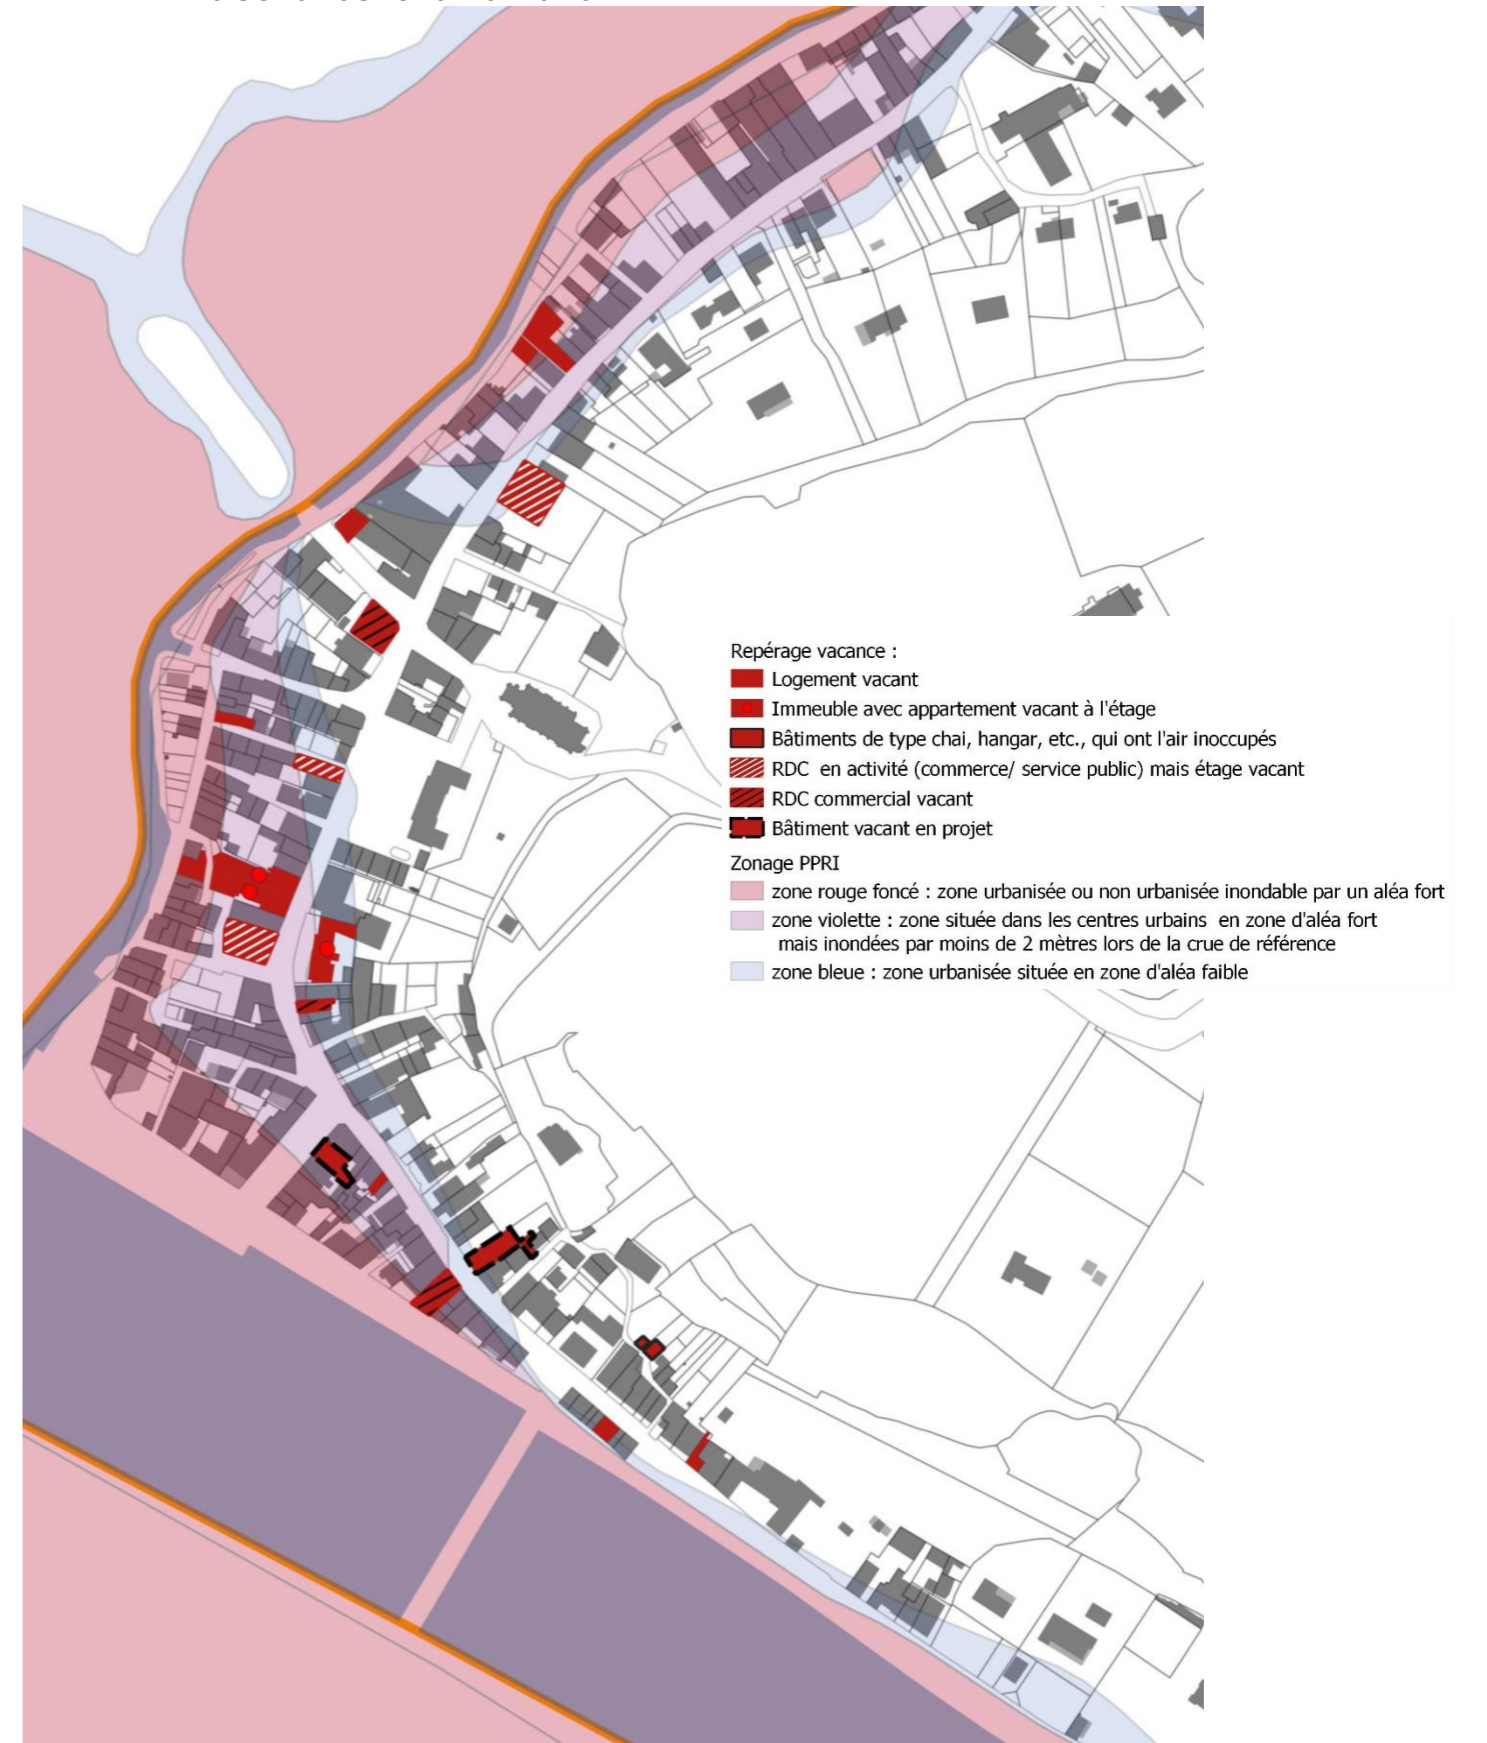 Repérage vacance :
Logement vacant
Immeuble avec appartement vacant à l'étage
Bâtiments de type chai, hangar, etc., qui ont l'air inoccupés
RDC en activité (commerce/ service public) mais étage vacant
RDC commercial vacant
Bâtiment vacant en projet
Zonage PPRI
zone rouge foncé : zone urbanisée ou non urbanisée inondable par un aléa fort
zone violette : zone située dans les centres urbains en zone d'aléa fort
mais inondées par moins de 2 mètres lors de la crue de référence
zone bleue : zone urbanisée située en zone d'aléa faible